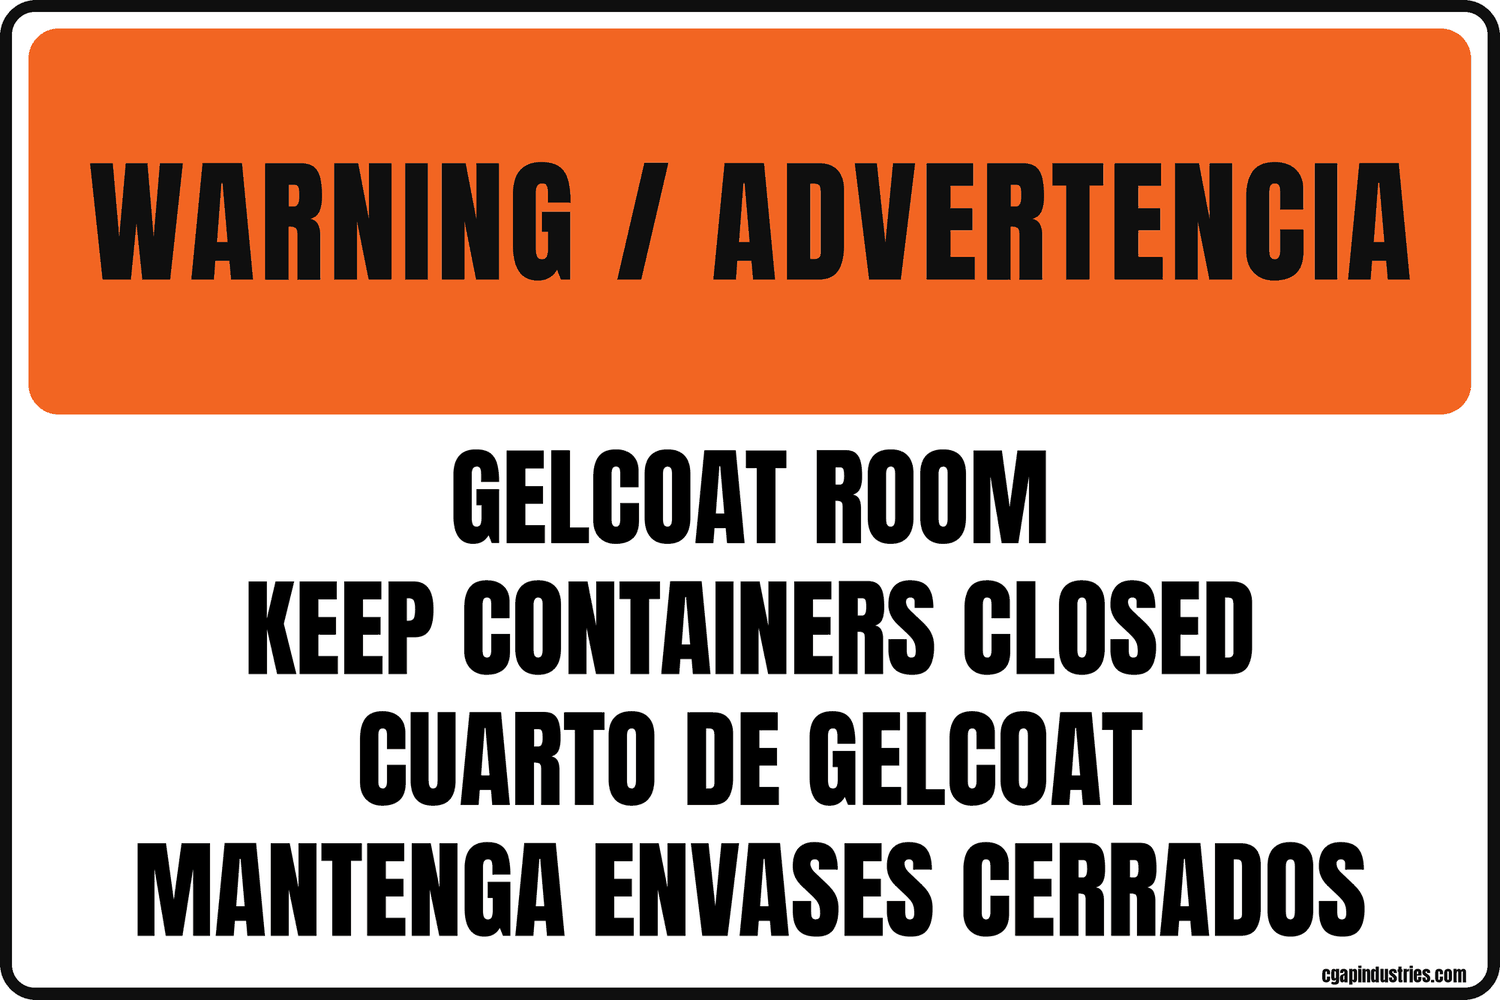 WARNING / ADVERTENCIA
GELCOAT ROOM
KEEP CONTAINERS CLOSED
CUARTO DE GELCOAT
MANTENGA ENVASES CERRADOS
cgapindustries.com